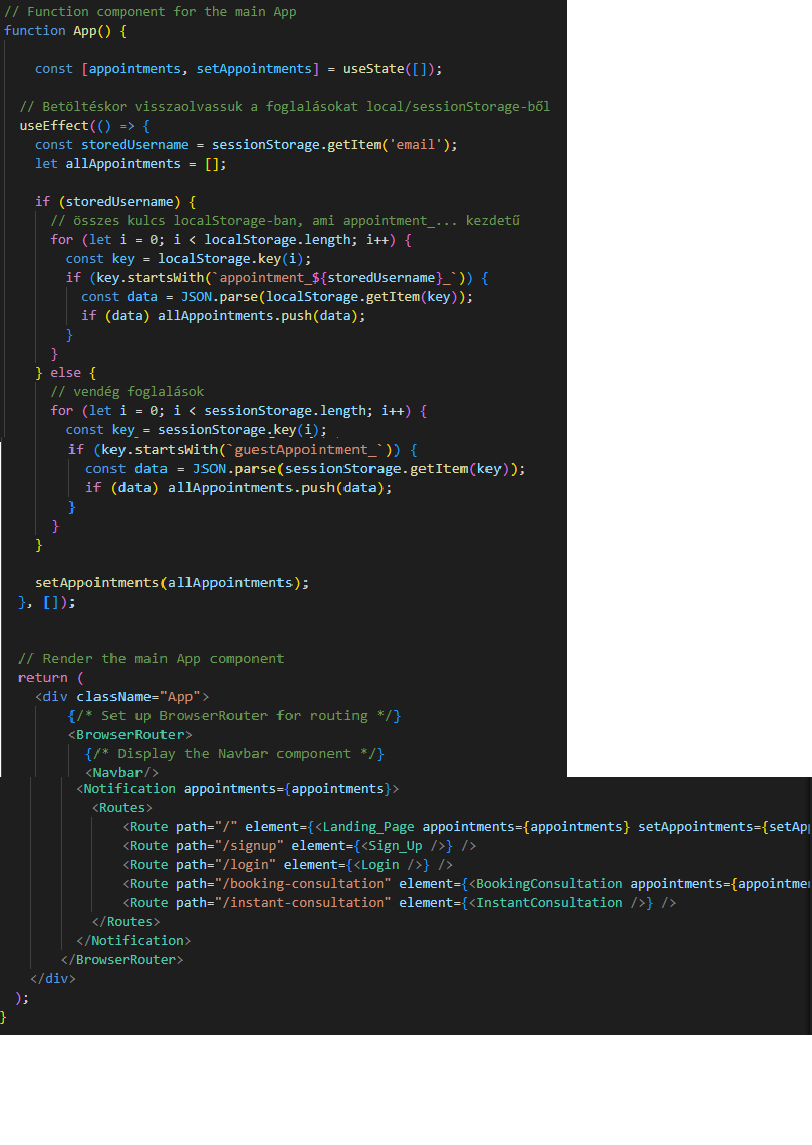 // Function component for the main App
function App() {
const [appointments, setAppointments] = useState([]);
// Betöltéskor visszaolvassuk a foglalásokat local/sessionStorage-ből
useEffect(() => {
const storedUsername = sessionStorage.getItem('email');
let allAppointments = [];
if (storedUsername) {
// összes kulcs localStorage-ban, ami appointment_... kezdetű
for (let i = 0; i < localStorage.length; i++) {
const key = localStorage.key(i);
if (key.startsWith(`appointment_${storedUsername}_`)) {
const data = JSON.parse(localStorage.getItem(key));
if (data) allAppointments.push(data);
}
}
} else {
// vendég foglalások
for (let i = 0; i < sessionStorage.length; i++) {
const key = sessionStorage.key(i);
if (key.startsWith(`guestAppointment_`)) {
const data = JSON.parse(sessionStorage.getItem(key));
if (data) allAppointments.push(data);
}
}
}
setAppointments(allAppointments);
}, []);
// Render the main App component
return (
<div className="App">
{/* Set up BrowserRouter for routing */}
<BrowserRouter>
{/* Display the Navbar component */}
<Navbar/>
<Notification appointments={appointments}>
<Routes>
<Route path="/" element={<Landing_Page appointments={appointments} setAppointments={setAp
<Route path="/signup" element={<Sign_Up />} />
<Route path="/login" element={<Login />} />
<Route path="/booking-consultation" element={<BookingConsultation appointments={appointme
<Route path="/instant-consultation" element={<InstantConsultation />} />
</Routes>
</Notification>
</BrowserRouter>
</div>
);
}